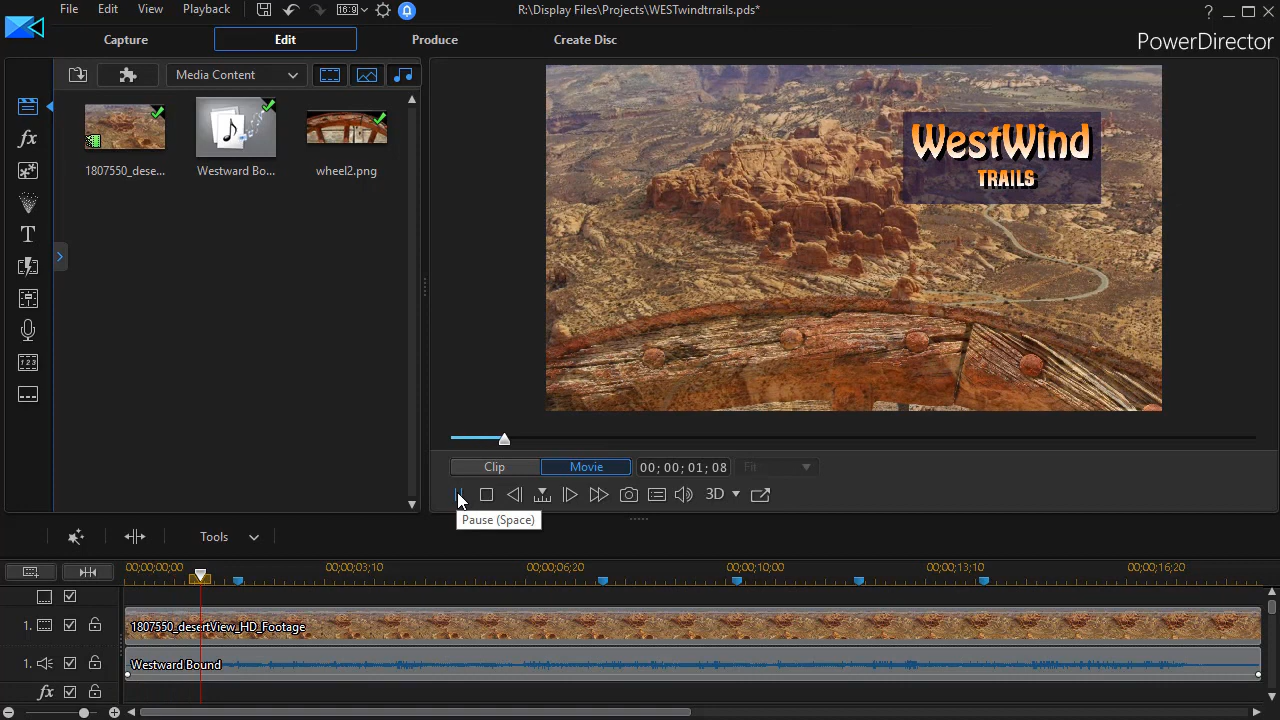 File Edit View Playback
16:9
R:\Display Files\Projects\WESTwindtrrails.pds*
?
Capture Edit Produce Create Disc
PowerDirector
Media Content
fx
T
1807550_dese... Westward Bo... wheel2.png
WestWind
TRAILS
Clip Movie 00; 00; 01; 08 Fit
3D
Pause (Space)
Tools
00;00;00;00 00;00;03;10 00;00;06;20 00;00;10;00 00;00;13;10 00;00;16;20
1. 1807550_desertView_HD_Footage
1. Westward Bound
fx